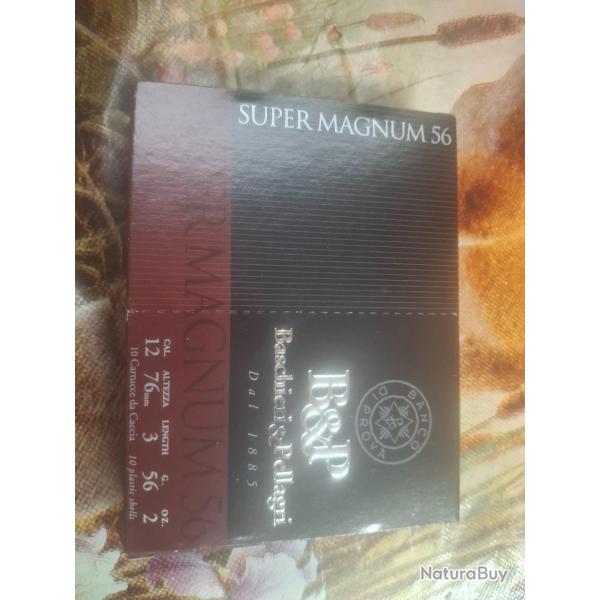 SUPER MAGNUM 56
R MAGNUM 56
BANCO DI PROVA
B&P
Baschieri & Pellagri
Dal 1885
CAL. ALTEZZA LENGTH G. OZ.
12 76mm 3 56 2
10 Cartucce da Caccia 10 plastic shells
NaturaBuy